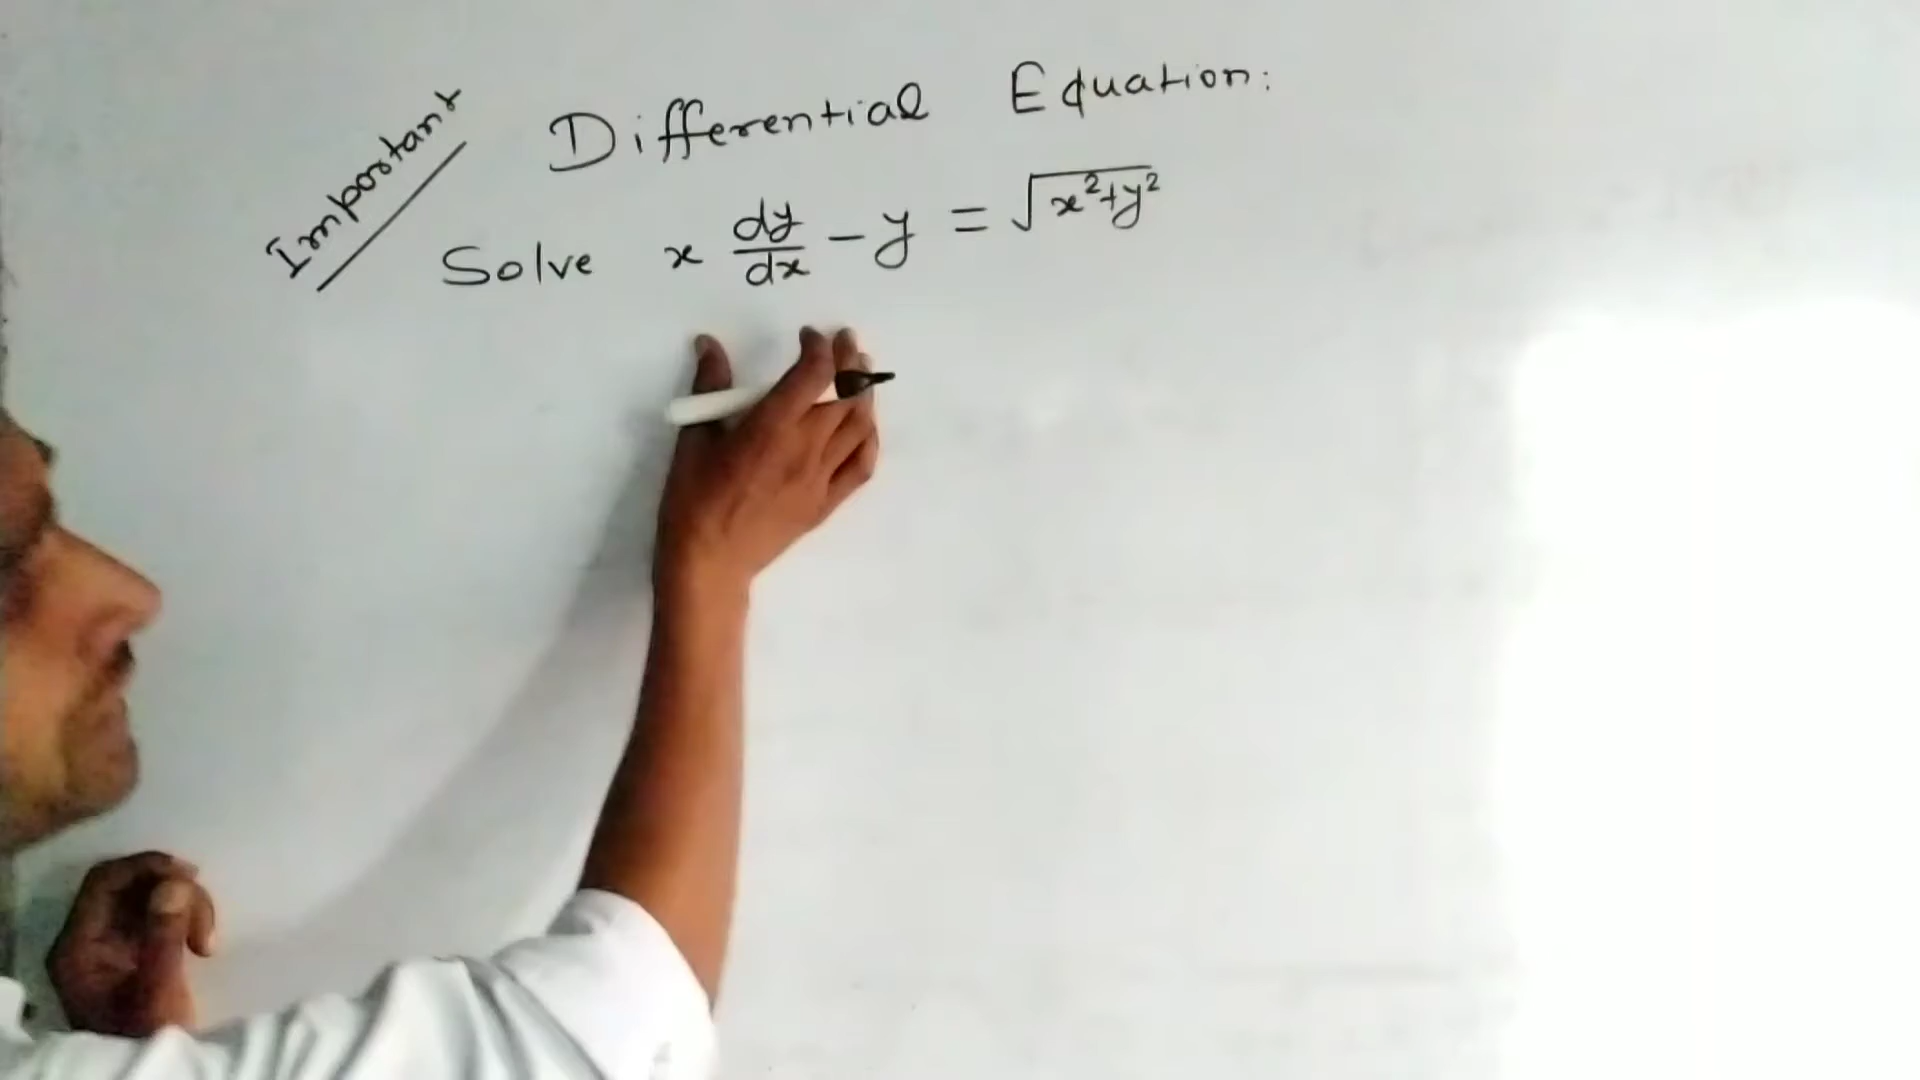 Important
Differential Equation:
Solve x dy/dx - y = √x²+y²